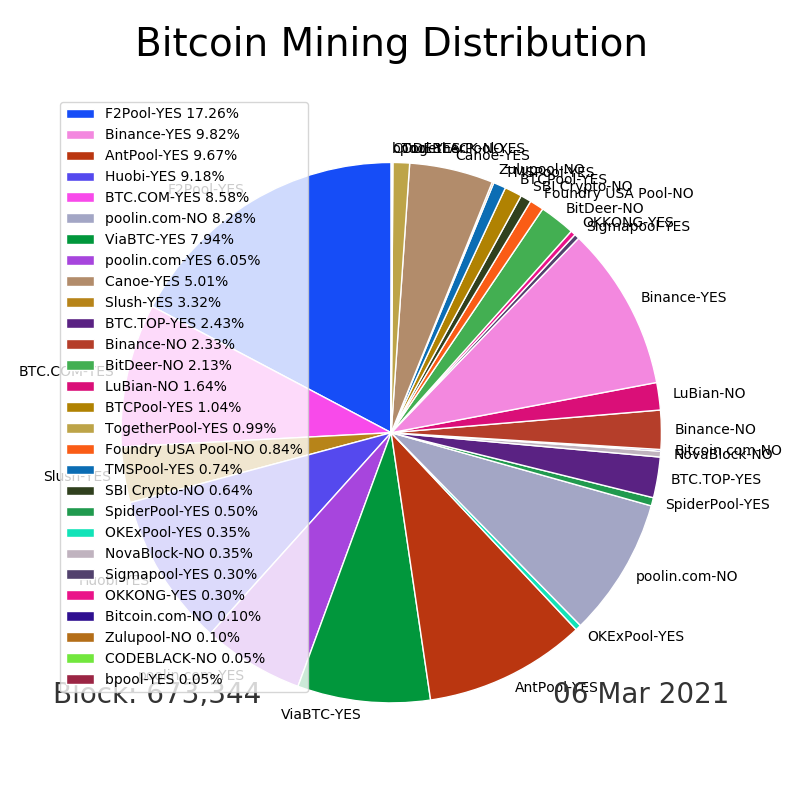 Bitcoin Mining Distribution
F2Pool-YES 17.26%
Binance-YES 9.82%
AntPool-YES 9.67%
Huobi-YES 9.18%
BTC.COM-YES 8.58%
poolin.com-NO 8.28%
ViaBTC-YES 7.94%
poolin.com-YES 6.05%
Canoe-YES 5.01%
Slush-YES 3.32%
BTC.TOP-YES 2.43%
Binance-NO 2.33%
BitDeer-NO 2.13%
LuBian-NO 1.64%
BTCPool-YES 1.04%
TogetherPool-YES 0.99%
Foundry USA Pool-NO 0.84%
TMSPool-YES 0.74%
SBI Crypto-NO 0.64%
SpiderPool-YES 0.50%
OKExPool-YES 0.35%
NovaBlock-NO 0.35%
Sigmapool-YES 0.30%
OKKONG-YES 0.30%
Bitcoin.com-NO 0.10%
Zulupool-NO 0.10%
CODEBLACK-NO 0.05%
bpool-YES 0.05%
Canoe-YES
Zulupool-NO
TMSPool-YES
BTCPool-YES
SBI Crypto-NO
Foundry USA Pool-NO
BitDeer-NO
OKKONG-YES
Sigmapool-YES
Binance-YES
LuBian-NO
Binance-NO
Bitcoin.com-NO
NovaBlock-NO
BTC.TOP-YES
SpiderPool-YES
poolin.com-NO
OKExPool-YES
AntPool-YES
ViaBTC-YES
poolin.com-YES
Huobi-YES
Slush-YES
BTC.COM-YES
F2Pool-YES
Block: 673,344
06 Mar 2021